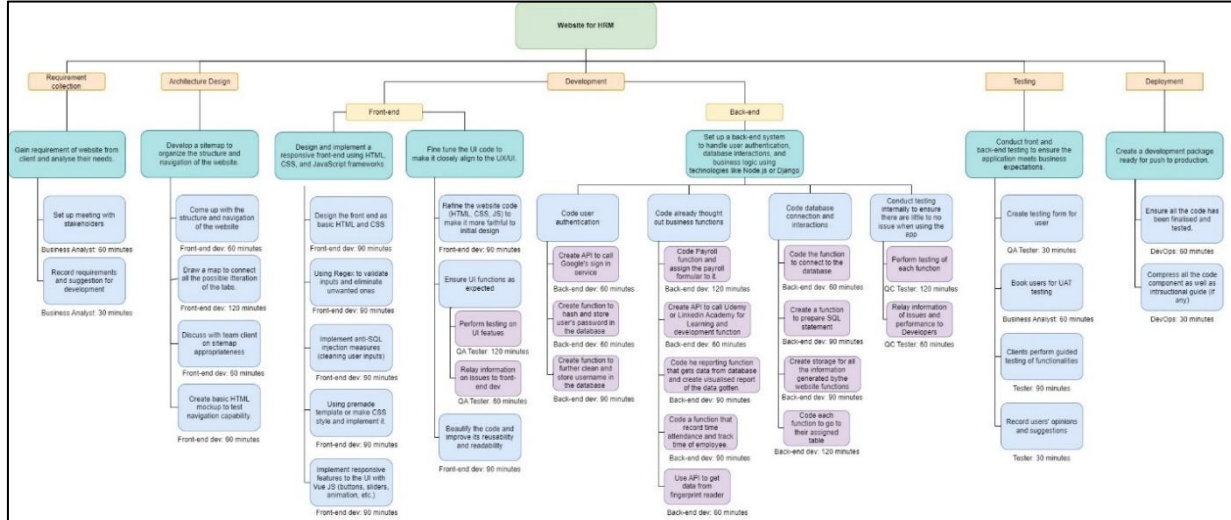 Website for HRM
Requirement
collection
Architecture Design
Development
Testing
Deployment
Front-end
Back-end
Gain requirement of website from
client and analyse their needs.
Set up meeting with
stakeholders
Business Analyst: 60 minutes
Record requirements
and suggestion for
development
Business Analyst: 30 minutes
Develop a sitemap to
organize the structure and
navigation of the website.
Come up with the
structure and navigation
of the website
Front-end dev: 60 minutes
Draw a map to connect
all the possible itteration
of the tabs.
Front-end dev: 120 minutes
Discuss with team client
on sitemap
appropriateness
Front-end dev: 60 minutes
Create basic HTML
mockup to test
navigation capability
Front-end dev: 60 minutes
Design and implement a
responsive front-end using HTML,
CSS, and JavaScript frameworks.
Design the front end as
basic HTML and CSS
Front-end dev: 90 minutes
Using Regex to validate
inputs and eliminate
unwanted ones
Front-end dev: 90 minutes
Implement anti-SQL
injection measures
(cleaning user inputs)
Front-end dev: 90 minutes
Using premade
template or make CSS
style and implement it.
Front-end dev: 90 minutes
Implement responsive
features to the UI with
Vue JS (buttons, sliders,
animation, etc.)
Front-end dev: 90 minutes
Fine tune the UI code to
make it closely align to the UX/UI.
Refine the website code
(HTML, CSS, JS) to
make it more faithful to
initial design
Front-end dev: 90 minutes
Ensure UI functions as
expected
Perform testing on
UI featues
QA Tester: 120 minutes
Relay information
on issues to front-
end dev
QA Tester: 60 minutes
Beautify the code and
improve its reusability
and readability
Front-end dev: 90 minutes
Set up a back-end system
to handle user authentication,
database interactions, and
business logic using
technologies like Node.js or Django
Code user
authentication
Create API to call
Google's sign in
service
Back-end dev: 60 minutes
Create function to
hash and store
user's password in
the database
Back-end dev: 60 minutes
Create function to
further clean and
store username in
the database
Back-end dev: 90 minutes
Code already thought
out business functions
Code Payroll
function and
assign the payroll
formular to it.
Back-end dev: 90 minutes
Create API to call Udemy
or Linkedin Academy for
Learning and
development function
Back-end dev: 60 minutes
Code he reporting function
that gets data from database
and create visualised report
of the data gotten.
Back-end dev: 90 minutes
Code a function that
record time
attendance and track
time of employee.
Back-end dev: 90 minutes
Use API to get
data from
fingerprint reader
Back-end dev: 60 minutes
Code database
connection and
interactions
Code the function
to connect to the
database
Back-end dev: 60 minutes
Create a function
to prepare SQL
statement
Back-end dev: 90 minutes
Create storage for all
the information
generated bythe
website functions
Back-end dev: 90 minutes
Code each
function to go to
their assigned
table
Back-end dev: 120 minutes
Conduct testing
internally to ensure
there are little to no
issue when using the
app
Perform testing of
each function
QC Tester: 120 minutes
Relay information
of issues and
performance to
Developers
QC Tester: 60 minutes
Conduct front and
back-end testing to ensure the
application meets business
expectations.
Create testing form for
user
QA Tester: 30 minutes
Book users for UAT
testing
Business Analyst: 60 minutes
Clients perform guided
testing of functionalities
Tester: 90 minutes
Record users' opinions
and suggestions
Tester: 30 minutes
Create a development package
ready for push to production.
Ensure all the code has
been finalised and
tested.
DevOps: 60 minutes
Compress all the code
component as well as
intructional guide (if
any)
DevOps: 30 minutes